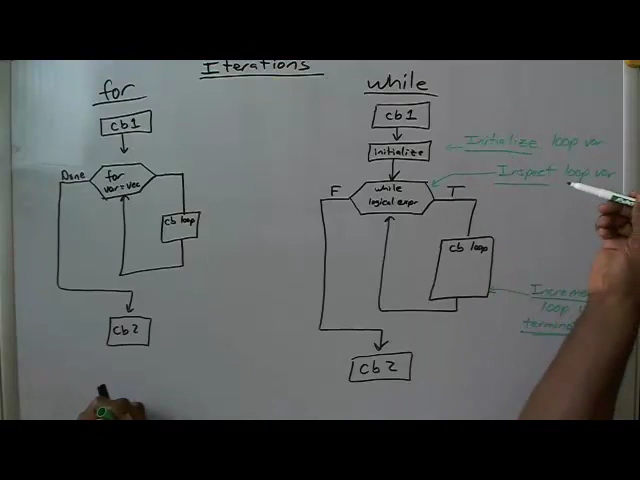 Iterations
for
cb1
Done
for
var=vec
cb loop
cb2
while
cb1
initialize
F
while
logical expr
T
cb loop
cb2
Initialize loop var
Inspect loop var
loop